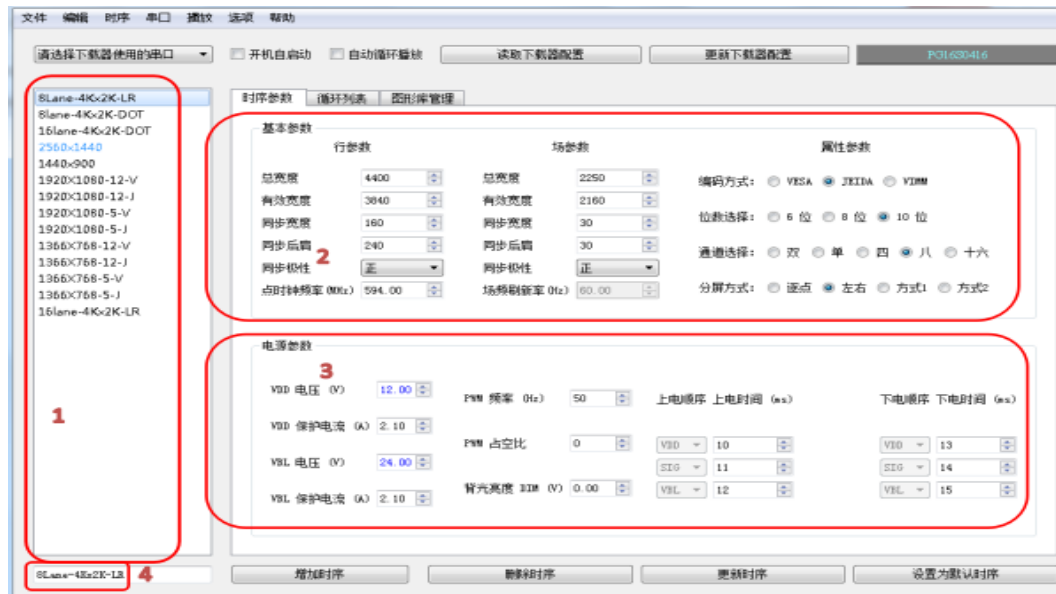 文件 编辑 时序 串口 播放 选项 帮助
请选择下载器使用的串口 开机自启动 自动循环播放 读取下载器配置 更新下载器配置 PG16S0416
8Lane-4Kx2K-LR
8lane-4Kx2K-DOT
16lane-4Kx2K-DOT
2560x1440
1440x900
1920X1080-12-V
1920X1080-12-J
1920X1080-5-V
1920X1080-5-J
1366X768-12-V
1366X768-12-J
1366X768-5-V
1366X768-5-J
16lane-4Kx2K-LR
1
8Lane-4Kx2K-LR 4
时序参数 循环列表 图形库管理
基本参数
行参数 场参数 属性参数
总宽度 4400 总宽度 2250 编码方式: VESA JEIDA VIMM
有效宽度 3840 有效宽度 2160
同步宽度 160 同步宽度 30 位数选择: 6 位 8 位 10 位
同步后肩 240 同步后肩 30 通道选择: 双 单 四 八 十六
2
同步极性 正 同步极性 正
点时钟频率(MHz) 594.00 场频刷新率(Hz) 60.00 分屏方式: 逐点 左右 方式1 方式2
电源参数
3
VDD 电压 (V) 12.00 PWM 频率 (Hz) 50 上电顺序 上电时间 (ms) 下电顺序 下电时间 (ms)
VDD 保护电流 (A) 2.10 PWM 占空比 0 VDD 10 VDD 13
VBL 电压 (V) 24.00 SIG 11 SIG 14
VBL 保护电流 (A) 2.10 背光亮度 DIM (V) 0.00 VBL 12 VBL 15
增加时序 删除时序 更新时序 设置为默认时序